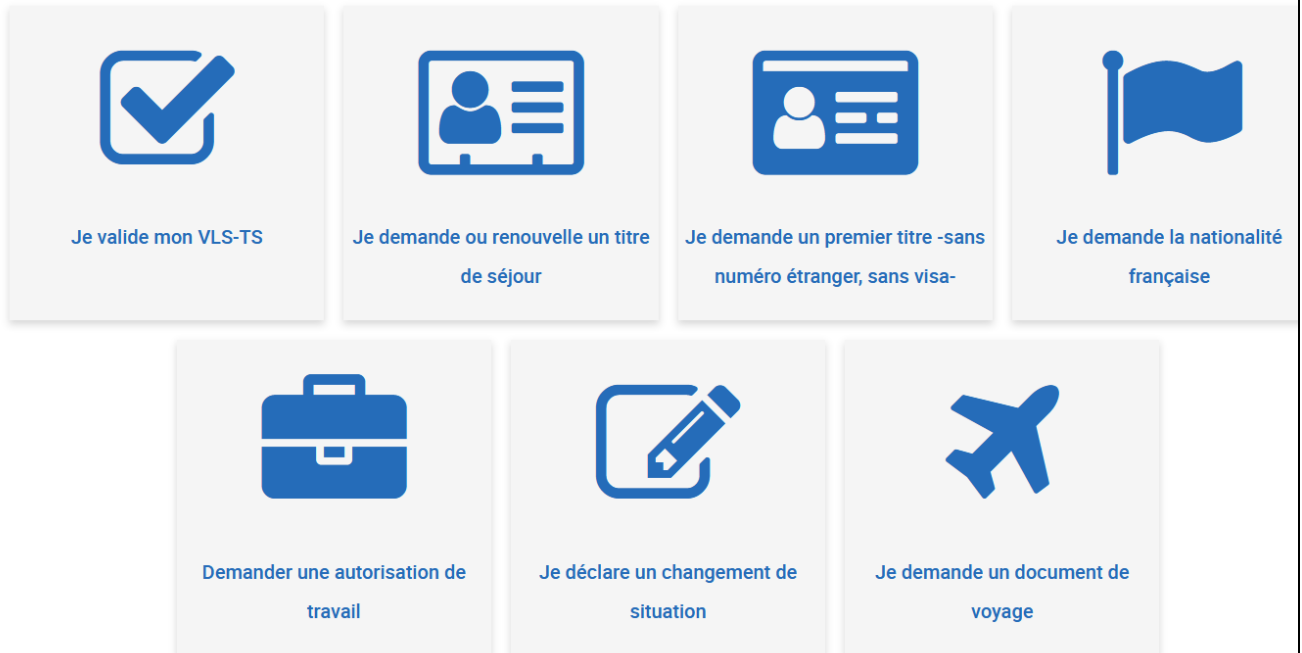 Je valide mon VLS-TS
Je demande ou renouvelle un titre
de séjour
Je demande un premier titre -sans
numéro étranger, sans visa-
Je demande la nationalité
française
Demander une autorisation de
travail
Je déclare un changement de
situation
Je demande un document de
voyage